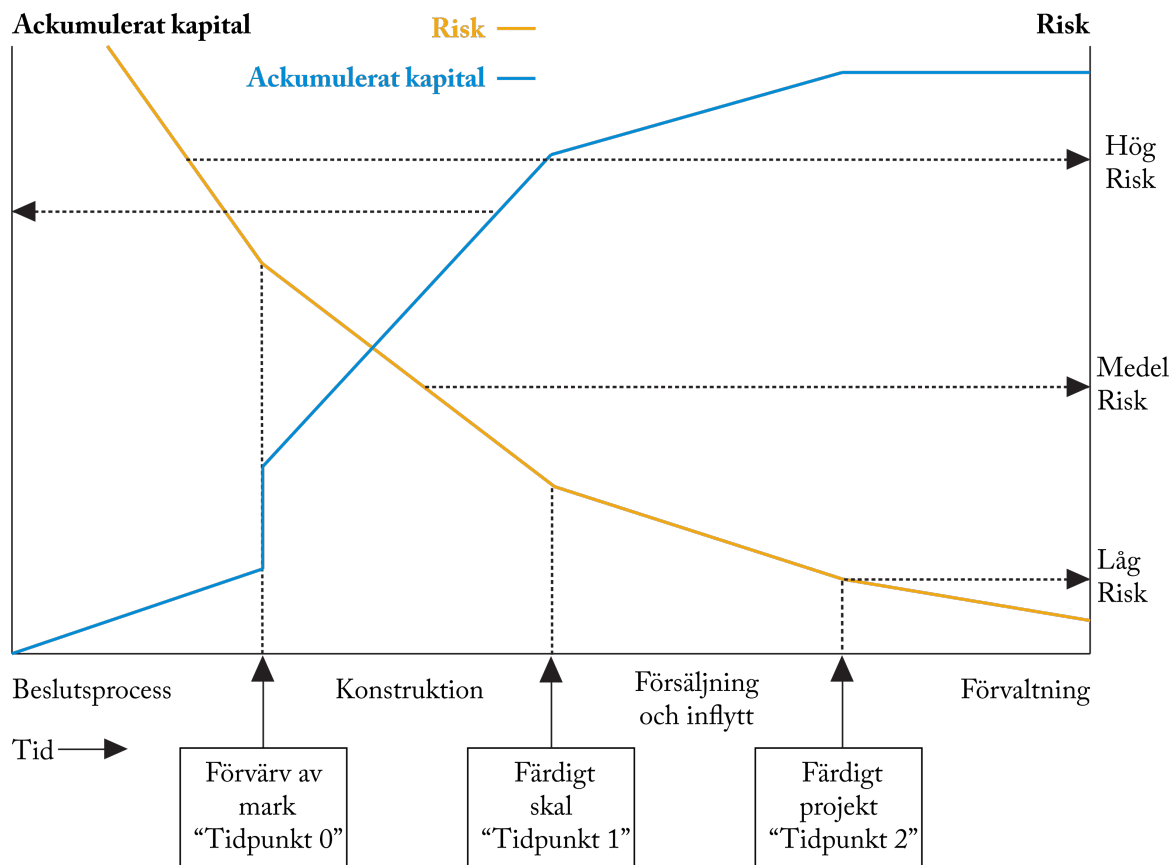 Ackumulerat kapital
Risk
Risk
Ackumulerat kapital
Hög
Risk
Medel
Risk
Låg
Risk
Beslutsprocess
Konstruktion
Försäljning
och inflytt
Förvaltning
Tid
Förvärv av
mark
“Tidpunkt 0”
Färdigt
skal
“Tidpunkt 1”
Färdigt
projekt
“Tidpunkt 2”